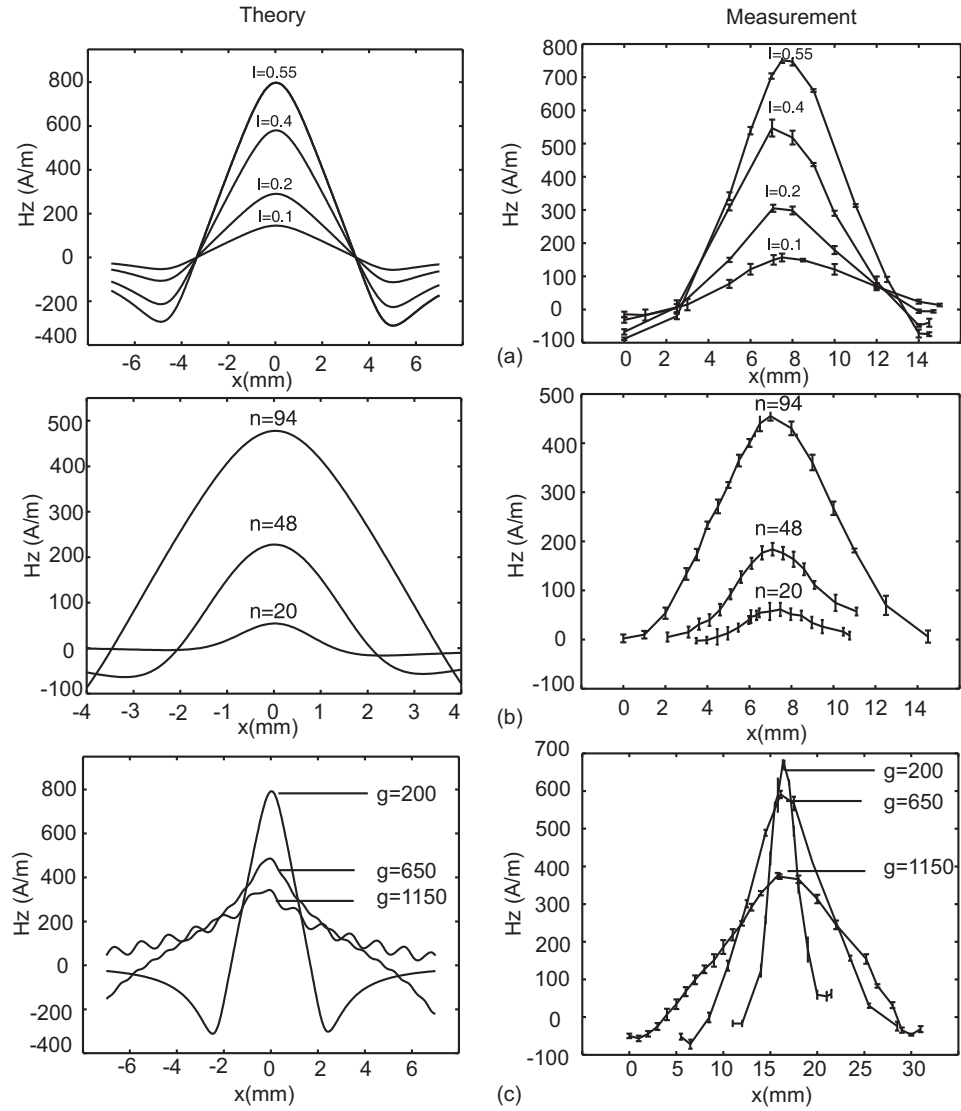 Theory
Measurement
Hz (A/m)
800
600
400
200
0
-200
-400
I=0.55
I=0.4
I=0.2
I=0.1
-6 -4 -2 0 2 4 6
x(mm)
Hz (A/m)
800
700
600
500
400
300
200
100
0
-100
I=0.55
I=0.4
I=0.2
I=0.1
0 2 4 6 8 10 12 14
x(mm)
(a)
Hz (A/m)
500
400
300
200
100
0
-100
n=94
n=48
n=20
-4 -3 -2 -1 0 1 2 3 4
x(mm)
Hz (A/m)
500
400
300
200
100
0
-100
n=94
n=48
n=20
0 2 4 6 8 10 12 14
x(mm)
(b)
Hz (A/m)
800
600
400
200
0
-200
-400
g=200
g=650
g=1150
-6 -4 -2 0 2 4 6
x(mm)
Hz (A/m)
700
600
500
400
300
200
100
0
-100
g=200
g=650
g=1150
0 5 10 15 20 25 30
x(mm)
(c)